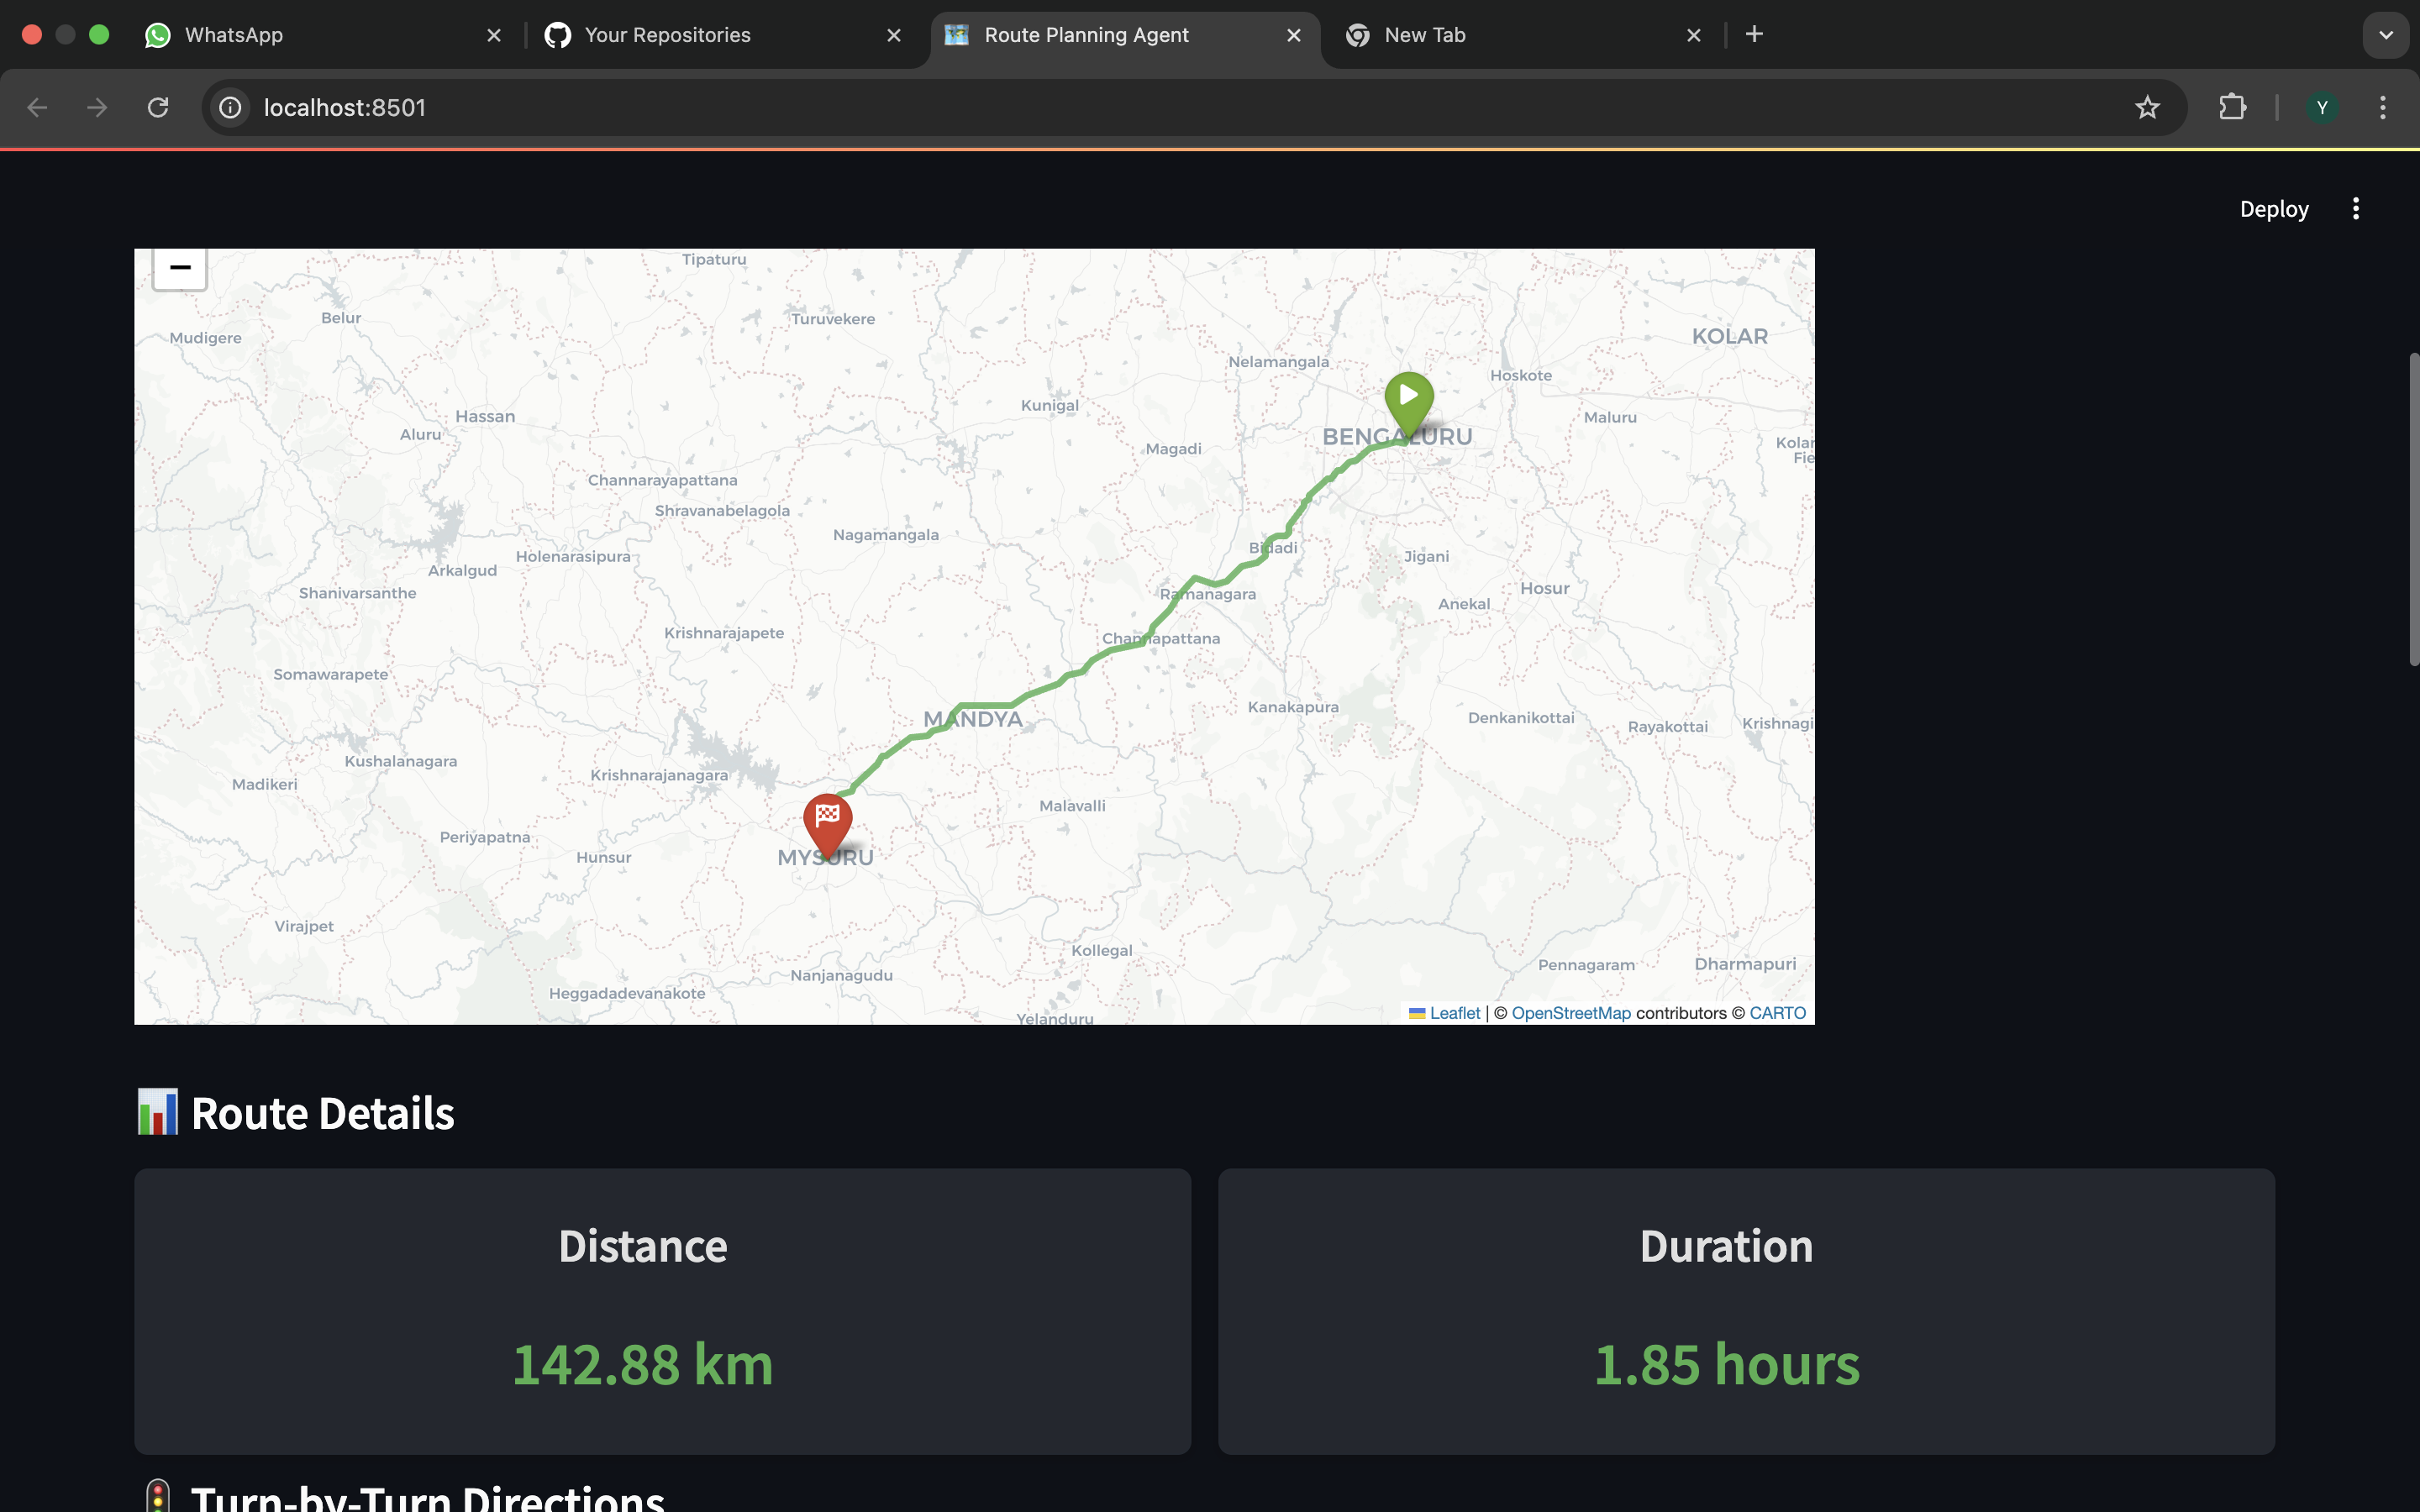 WhatsApp
Your Repositories
Route Planning Agent
New Tab
localhost:8501
Y
Deploy
Tipaturu
Belur
Turuvekere
Mudigere
KOLAR
Nelamangala
Hoskote
Kunigal
Hassan
Maluru
Aluru
BENGALURU
Magadi
Kolar
Fie
Channarayapattana
Shravanabelagola
Nagamangala
Bidadi
Holenarasipura
Jigani
Arkalgud
Hosur
Shanivarsanthe
Ramanagara
Anekal
Krishnarajapete
Channapattana
Somawarapete
Kanakapura
MANDYA
Denkanikottai
Rayakottai
Krishnagi
Kushalanagara
Krishnarajanagara
Madikeri
Malavalli
Periyapatna
Hunsur
MYSURU
Virajpet
Kollegal
Nanjanagudu
Pennagaram
Dharmapuri
Heggadadevanakote
Yelanduru
Leaflet | © OpenStreetMap contributors © CARTO
Route Details
Distance
Duration
142.88 km
1.85 hours
Turn-by-Turn Directions